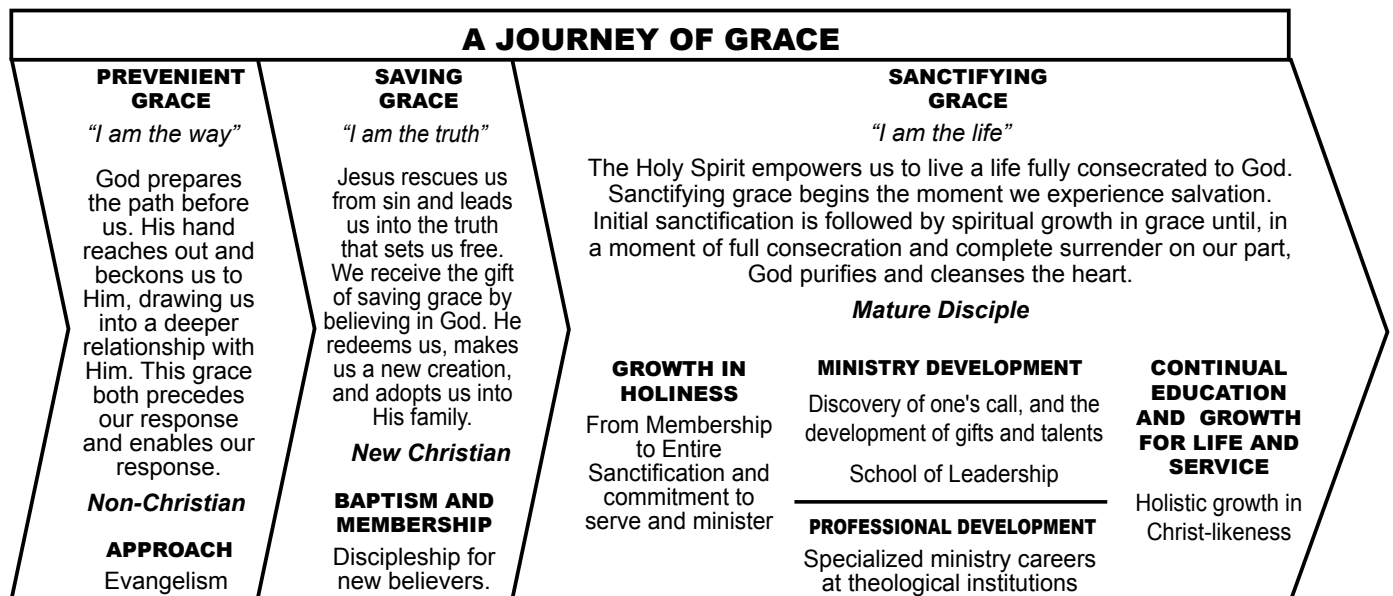 A JOURNEY OF GRACE
PREVENIENT
GRACE
“I am the way”
God prepares
the path before
us. His hand
reaches out and
beckons us to
Him, drawing us
into a deeper
relationship with
Him. This grace
both precedes
our response
and enables our
response.
Non-Christian
APPROACH
Evangelism
SAVING
GRACE
“I am the truth”
Jesus rescues us
from sin and leads
us into the truth
that sets us free.
We receive the gift
of saving grace by
believing in God. He
redeems us, makes
us a new creation,
and adopts us into
His family.
New Christian
BAPTISM AND
MEMBERSHIP
Discipleship for
new believers.
SANCTIFYING
GRACE
“I am the life”
The Holy Spirit empowers us to live a life fully consecrated to God.
Sanctifying grace begins the moment we experience salvation.
Initial sanctification is followed by spiritual growth in grace until, in
a moment of full consecration and complete surrender on our part,
God purifies and cleanses the heart.
Mature Disciple
GROWTH IN
HOLINESS
From Membership
to Entire
Sanctification and
commitment to
serve and minister
MINISTRY DEVELOPMENT
Discovery of one's call, and the
development of gifts and talents
School of Leadership
PROFESSIONAL DEVELOPMENT
Specialized ministry careers
at theological institutions
CONTINUAL
EDUCATION
AND GROWTH
FOR LIFE AND
SERVICE
Holistic growth in
Christ-likeness